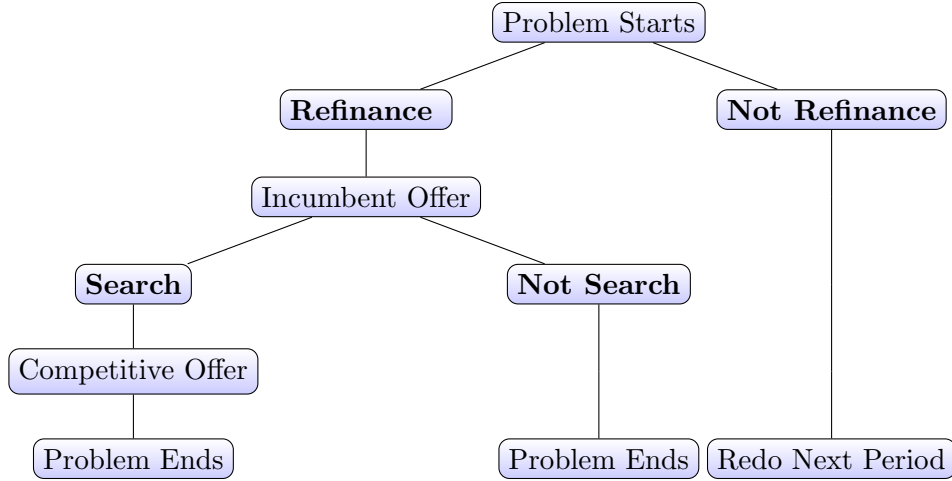 Problem Starts
Refinance
Not Refinance
Incumbent Offer
Search
Not Search
Competitive Offer
Problem Ends
Problem Ends
Redo Next Period